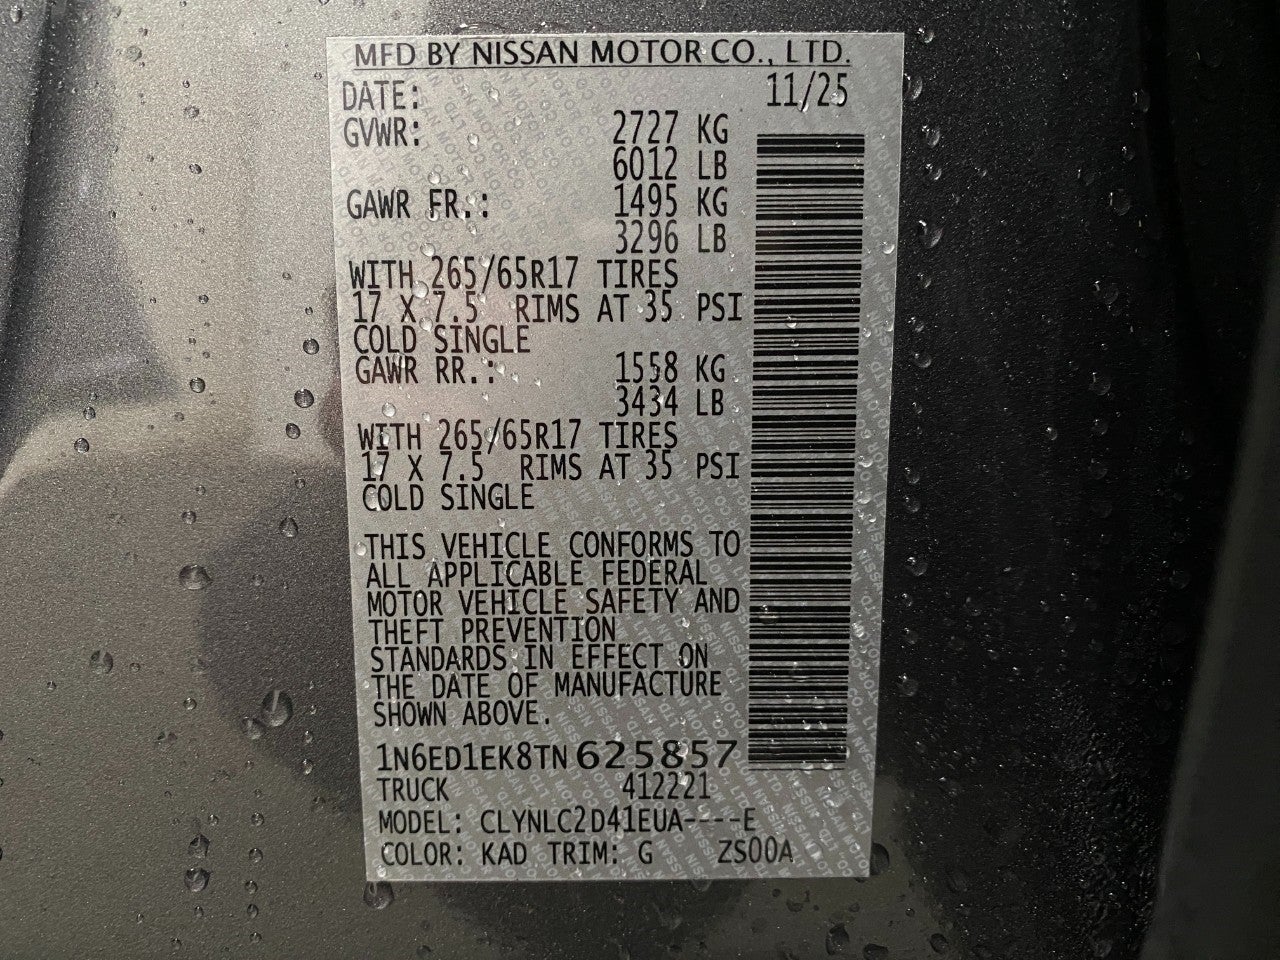 MFD BY NISSAN MOTOR CO., LTD.
DATE: 11/25
GVWR: 2727 KG
6012 LB
GAWR FR.: 1495 KG
3296 LB
WITH 265/65R17 TIRES
17 X 7.5 RIMS AT 35 PSI
COLD SINGLE
GAWR RR.: 1558 KG
3434 LB
WITH 265/65R17 TIRES
17 X 7.5 RIMS AT 35 PSI
COLD SINGLE
THIS VEHICLE CONFORMS TO
ALL APPLICABLE FEDERAL
MOTOR VEHICLE SAFETY AND
THEFT PREVENTION
STANDARDS IN EFFECT ON
THE DATE OF MANUFACTURE
SHOWN ABOVE.
1N6ED1EK8TN625857
TRUCK 412221
MODEL: CLYNLC2D41EUA----E
COLOR: KAD TRIM: G ZS00A